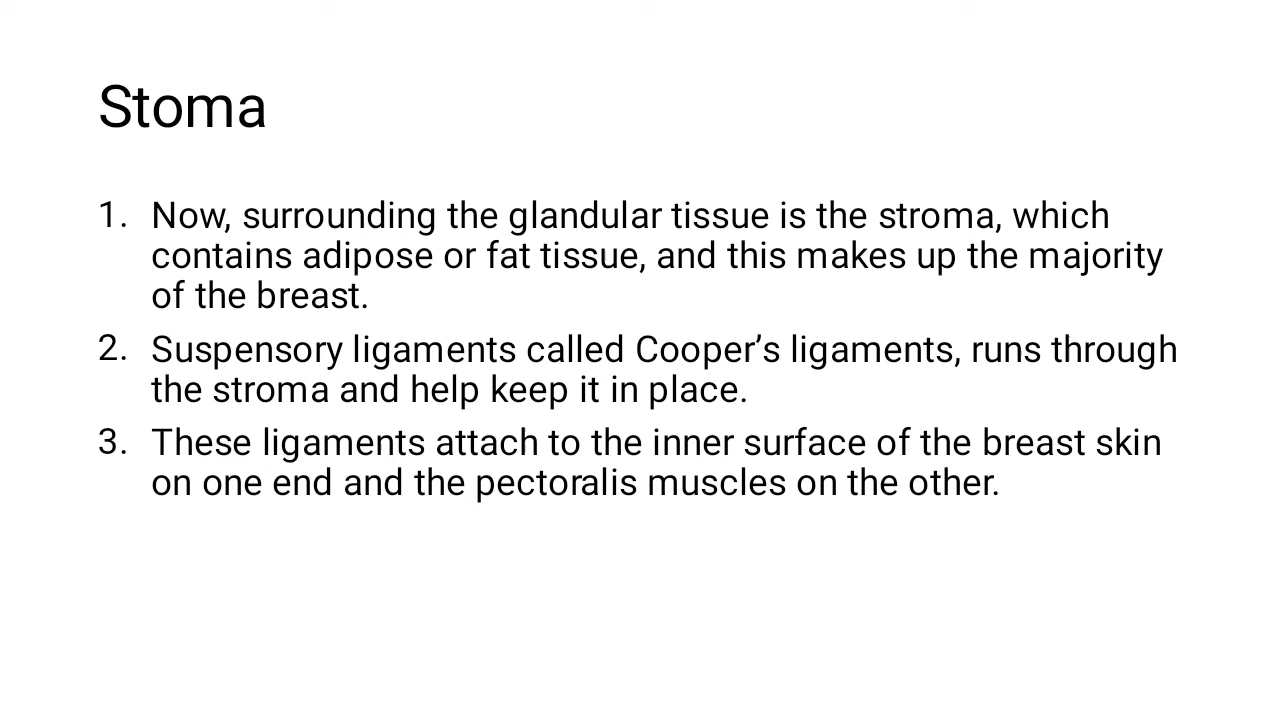 Stoma
1. Now, surrounding the glandular tissue is the stroma, which
contains adipose or fat tissue, and this makes up the majority
of the breast.
2. Suspensory ligaments called Cooper’s ligaments, runs through
the stroma and help keep it in place.
3. These ligaments attach to the inner surface of the breast skin
on one end and the pectoralis muscles on the other.